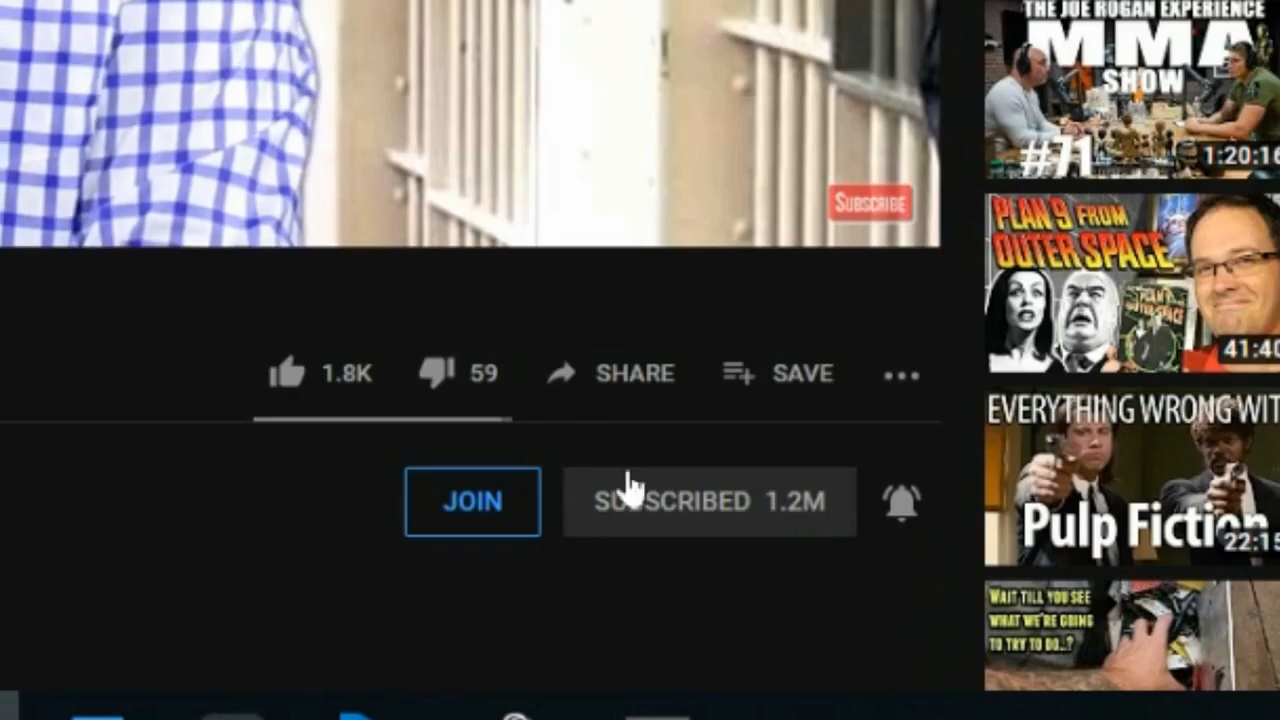 SUBSCRIBE
1.8K
59
SHARE
SAVE
JOIN
SUBSCRIBED 1.2M
THE JOE ROGAN EXPERIENCE
MMA
SHOW
#71
1:20:16
PLAN 9 FROM
OUTER SPACE
41:40
EVERYTHING WRONG WIT
Pulp Fiction
22:15
WAIT TILL YOU SEE
WHAT WE'RE GOING
TO TRY TO DO..?